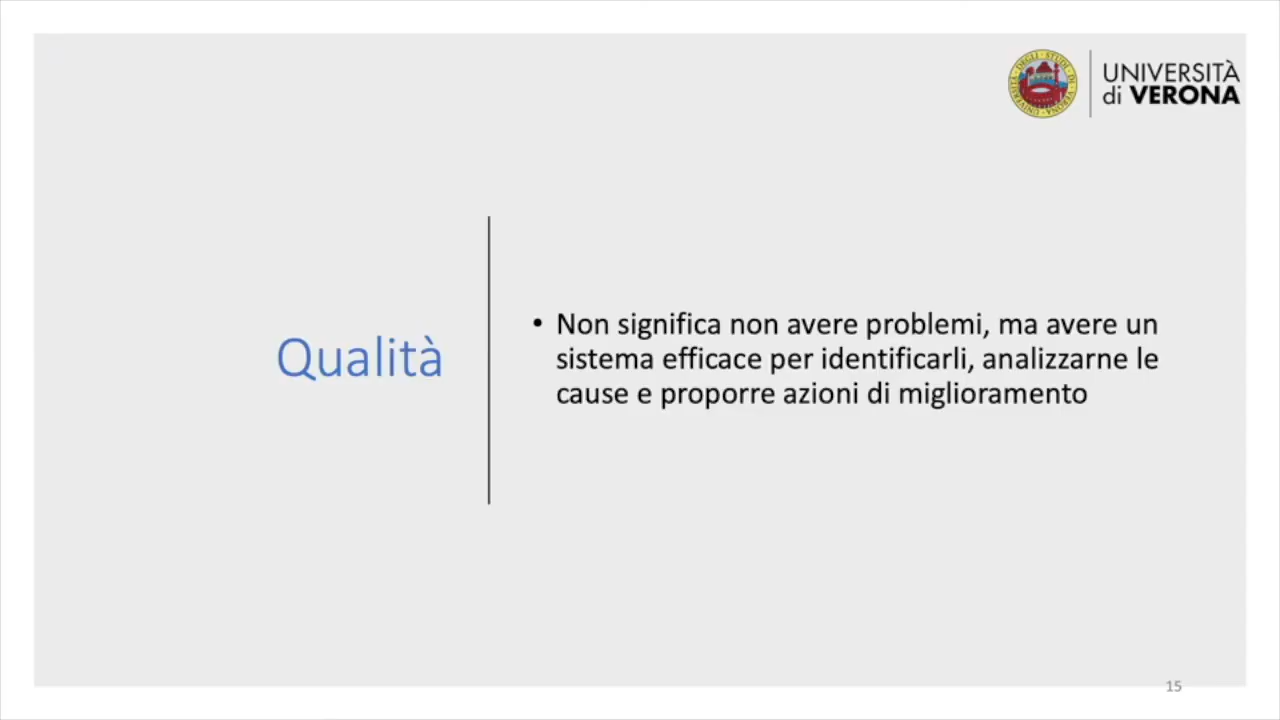 UNIVERSITÀ
di VERONA
Qualità
• Non significa non avere problemi, ma avere un
sistema efficace per identificarli, analizzarne le
cause e proporre azioni di miglioramento
15